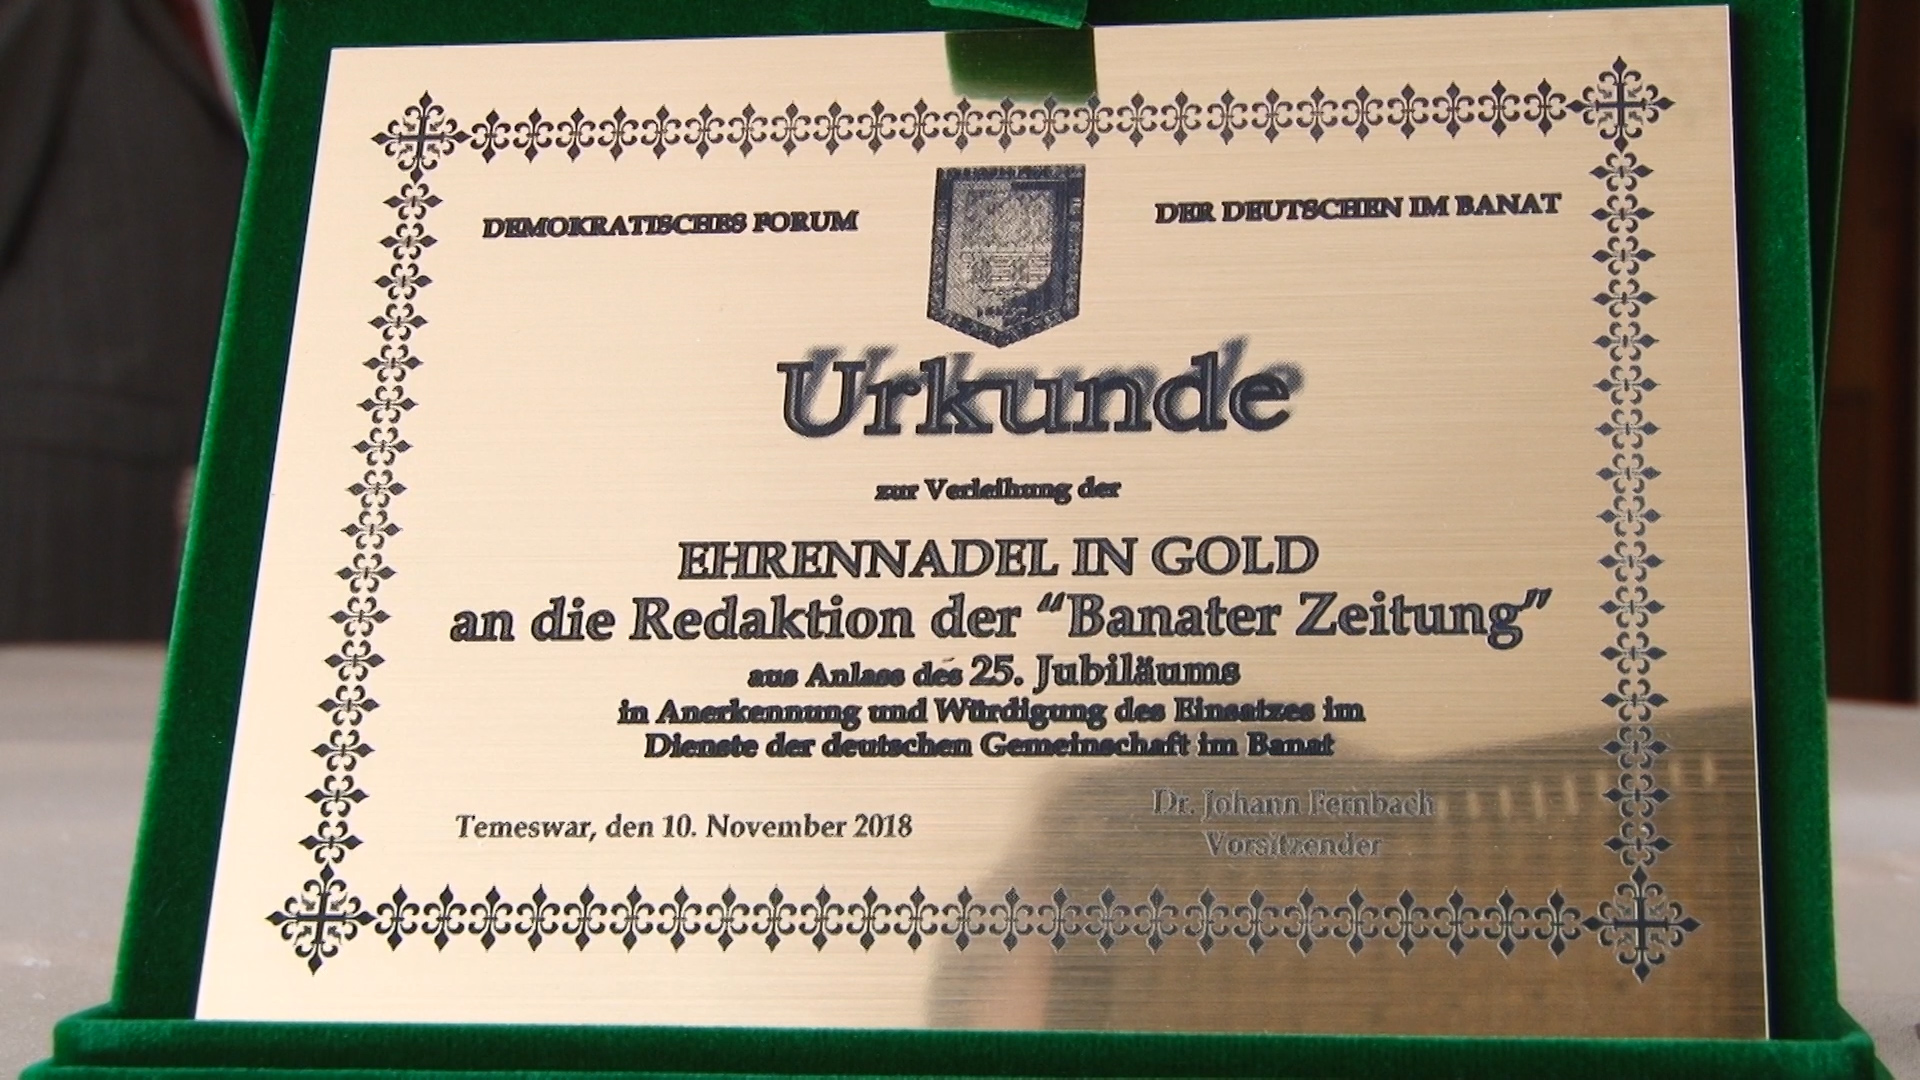 DEMOKRATISCHES FORUM DER DEUTSCHEN IM BANAT
Urkunde
zur Verleihung der
EHRENNADEL IN GOLD
an die Redaktion der “Banater Zeitung”
aus Anlass des 25. Jubiläums
in Anerkennung und Würdigung des Einsatzes im
Dienste der deutschen Gemeinschaft im Banat
Temeswar, den 10. November 2018
Dr. Johann Fernbach
Vorsitzender